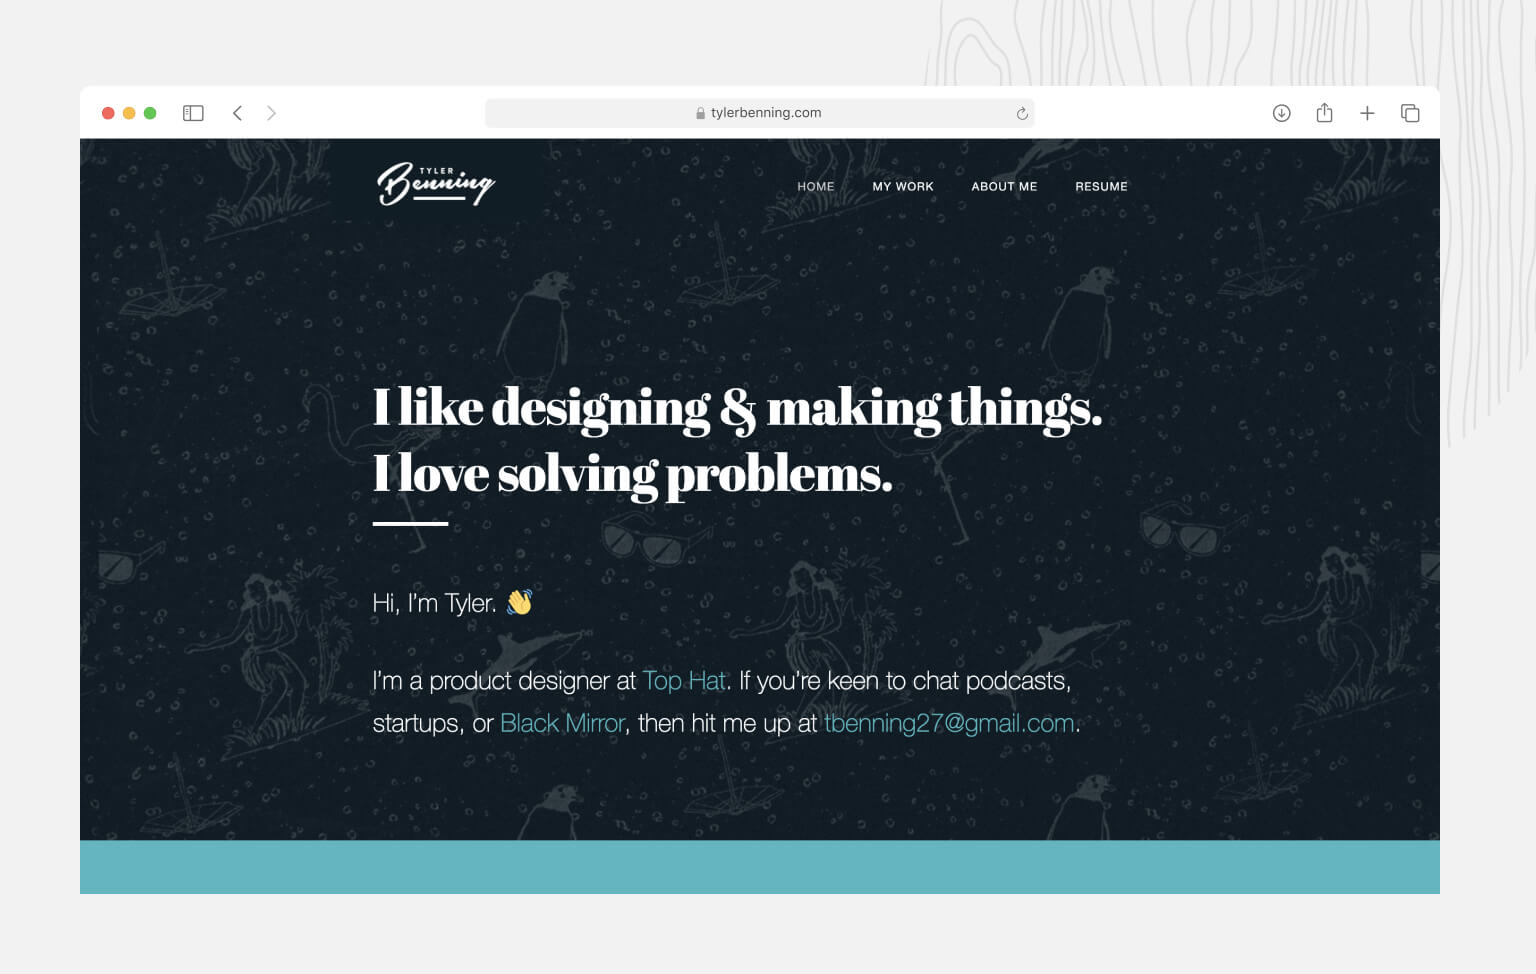 tylerbenning.com
TYLER
Benning
HOME MY WORK ABOUT ME RESUME
I like designing & making things.
I love solving problems.
Hi, I'm Tyler. 👋
I'm a product designer at Top Hat. If you're keen to chat podcasts,
startups, or Black Mirror, then hit me up at tbenning27@gmail.com.